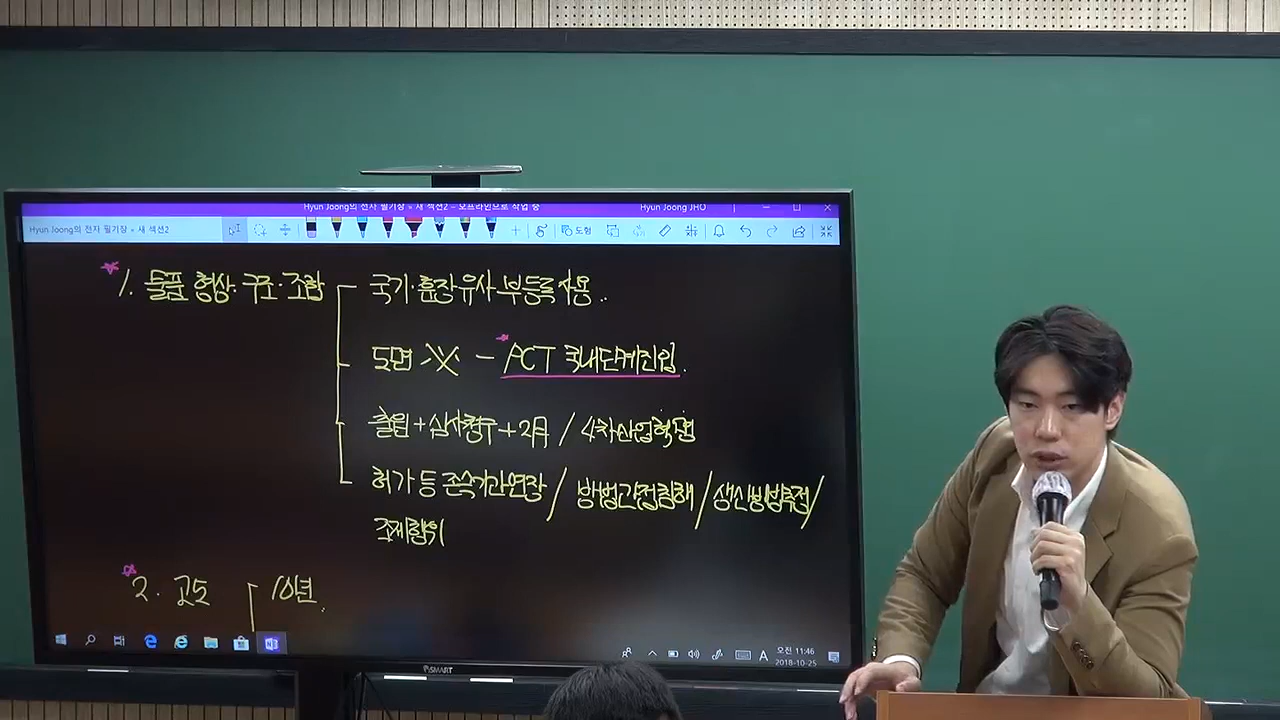 Hyun Joong의 전자 필기장 » 새 섹션2 - 오프라인으로 작업 중
Hyun Joong JHO
Hyun Joong의 전자 필기장 » 새 섹션2
도형
1. 물품 형상·구조·조합
국기·훈장 유사 부등록사용
도면 X - PCT 국내단계진입
출원+심사청구+2月 / 4차산업혁명
허가 등 존속기간연장 / 방법간접침해 / 생산방법추정 /
조제행위
2. 고도
10년
오전 11:46
A
2018-10-25
SMART